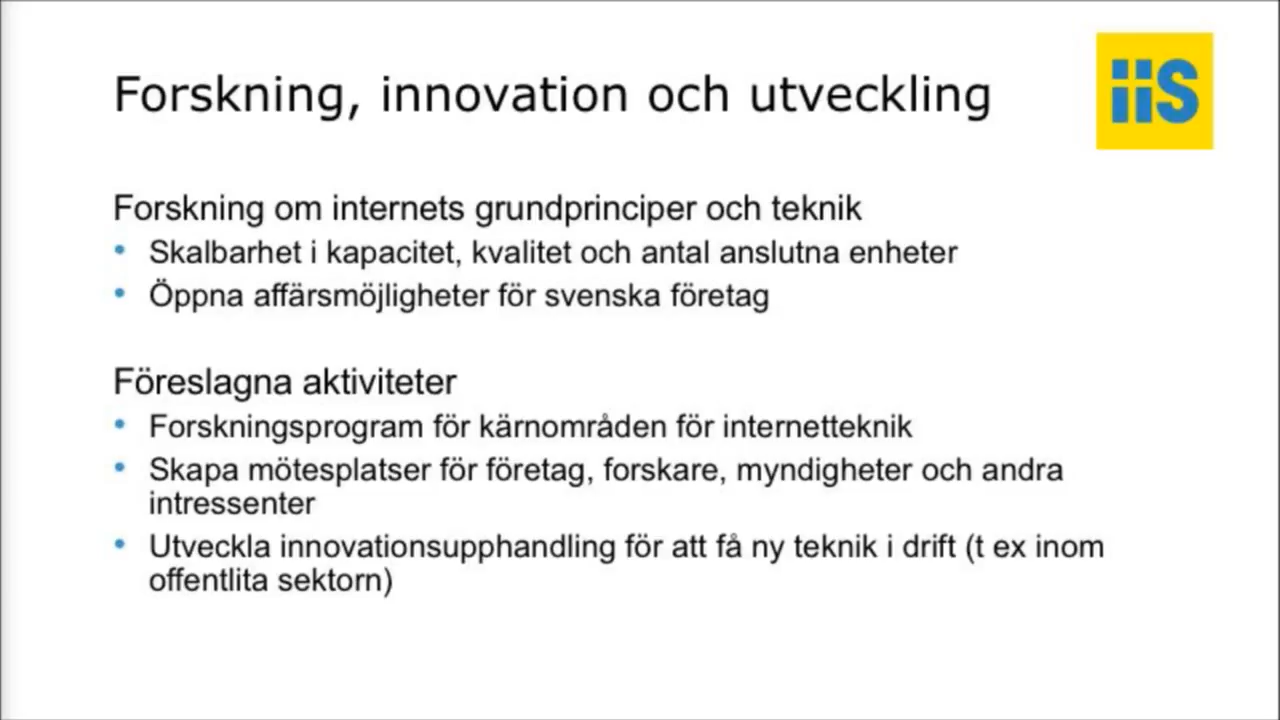 Forskning, innovation och utveckling
iis
Forskning om internets grundprinciper och teknik
• Skalbarhet i kapacitet, kvalitet och antal anslutna enheter
• Öppna affärsmöjligheter för svenska företag
Föreslagna aktiviteter
• Forskningsprogram för kärnområden för internetteknik
• Skapa mötesplatser för företag, forskare, myndigheter och andra
intressenter
• Utveckla innovationsupphandling för att få ny teknik i drift (t ex inom
offentlita sektorn)